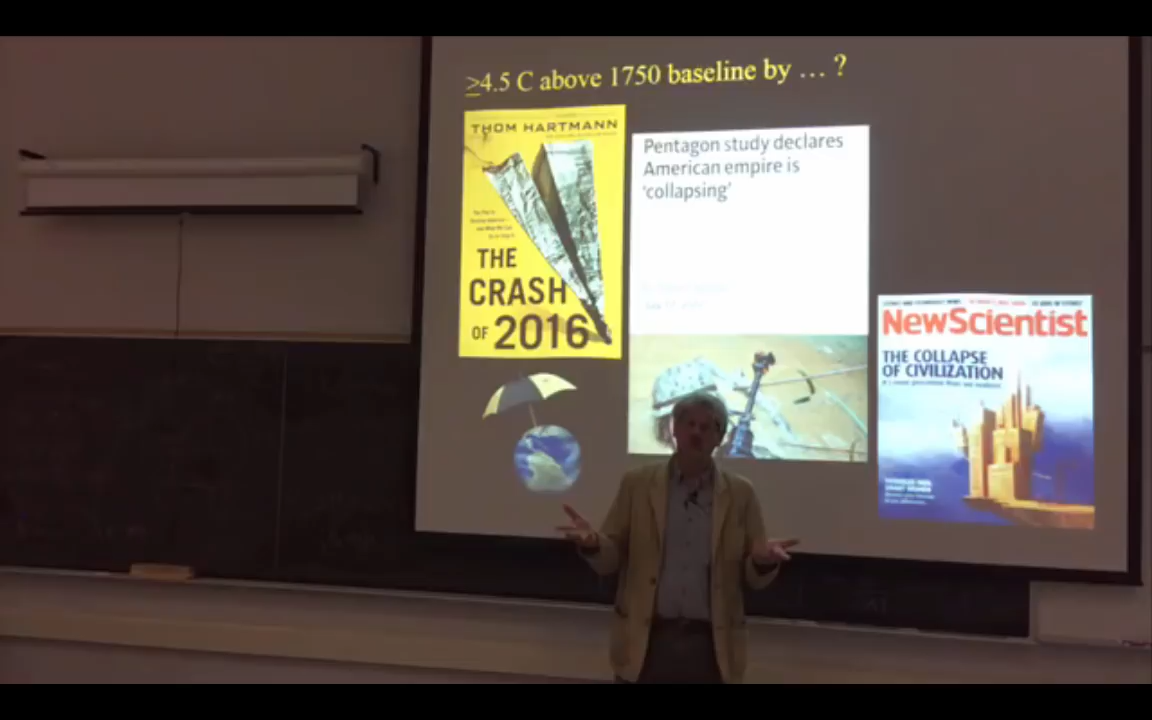 ≥4.5 C above 1750 baseline by … ?
THOM HARTMANN
THE
CRASH
OF 2016
Pentagon study declares
American empire is
‘collapsing’
NewScientist
THE COLLAPSE
OF CIVILIZATION